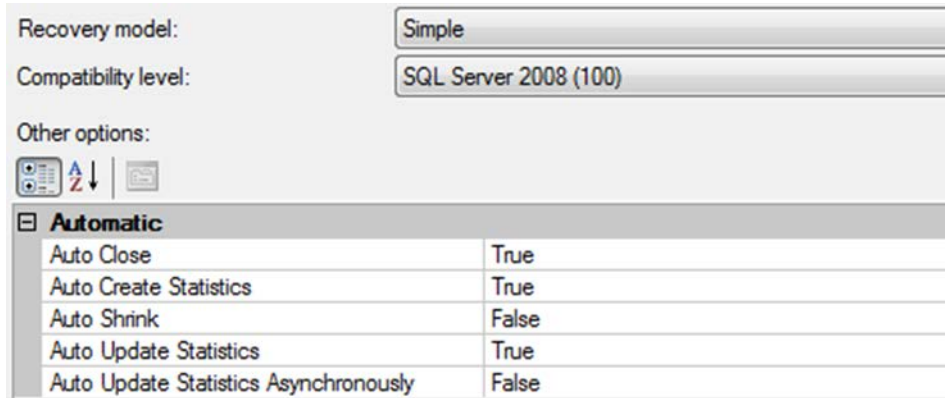 Recovery model: Simple
Compatibility level: SQL Server 2008 (100)
Other options:
A
Z
Automatic
Auto Close True
Auto Create Statistics True
Auto Shrink False
Auto Update Statistics True
Auto Update Statistics Asynchronously False